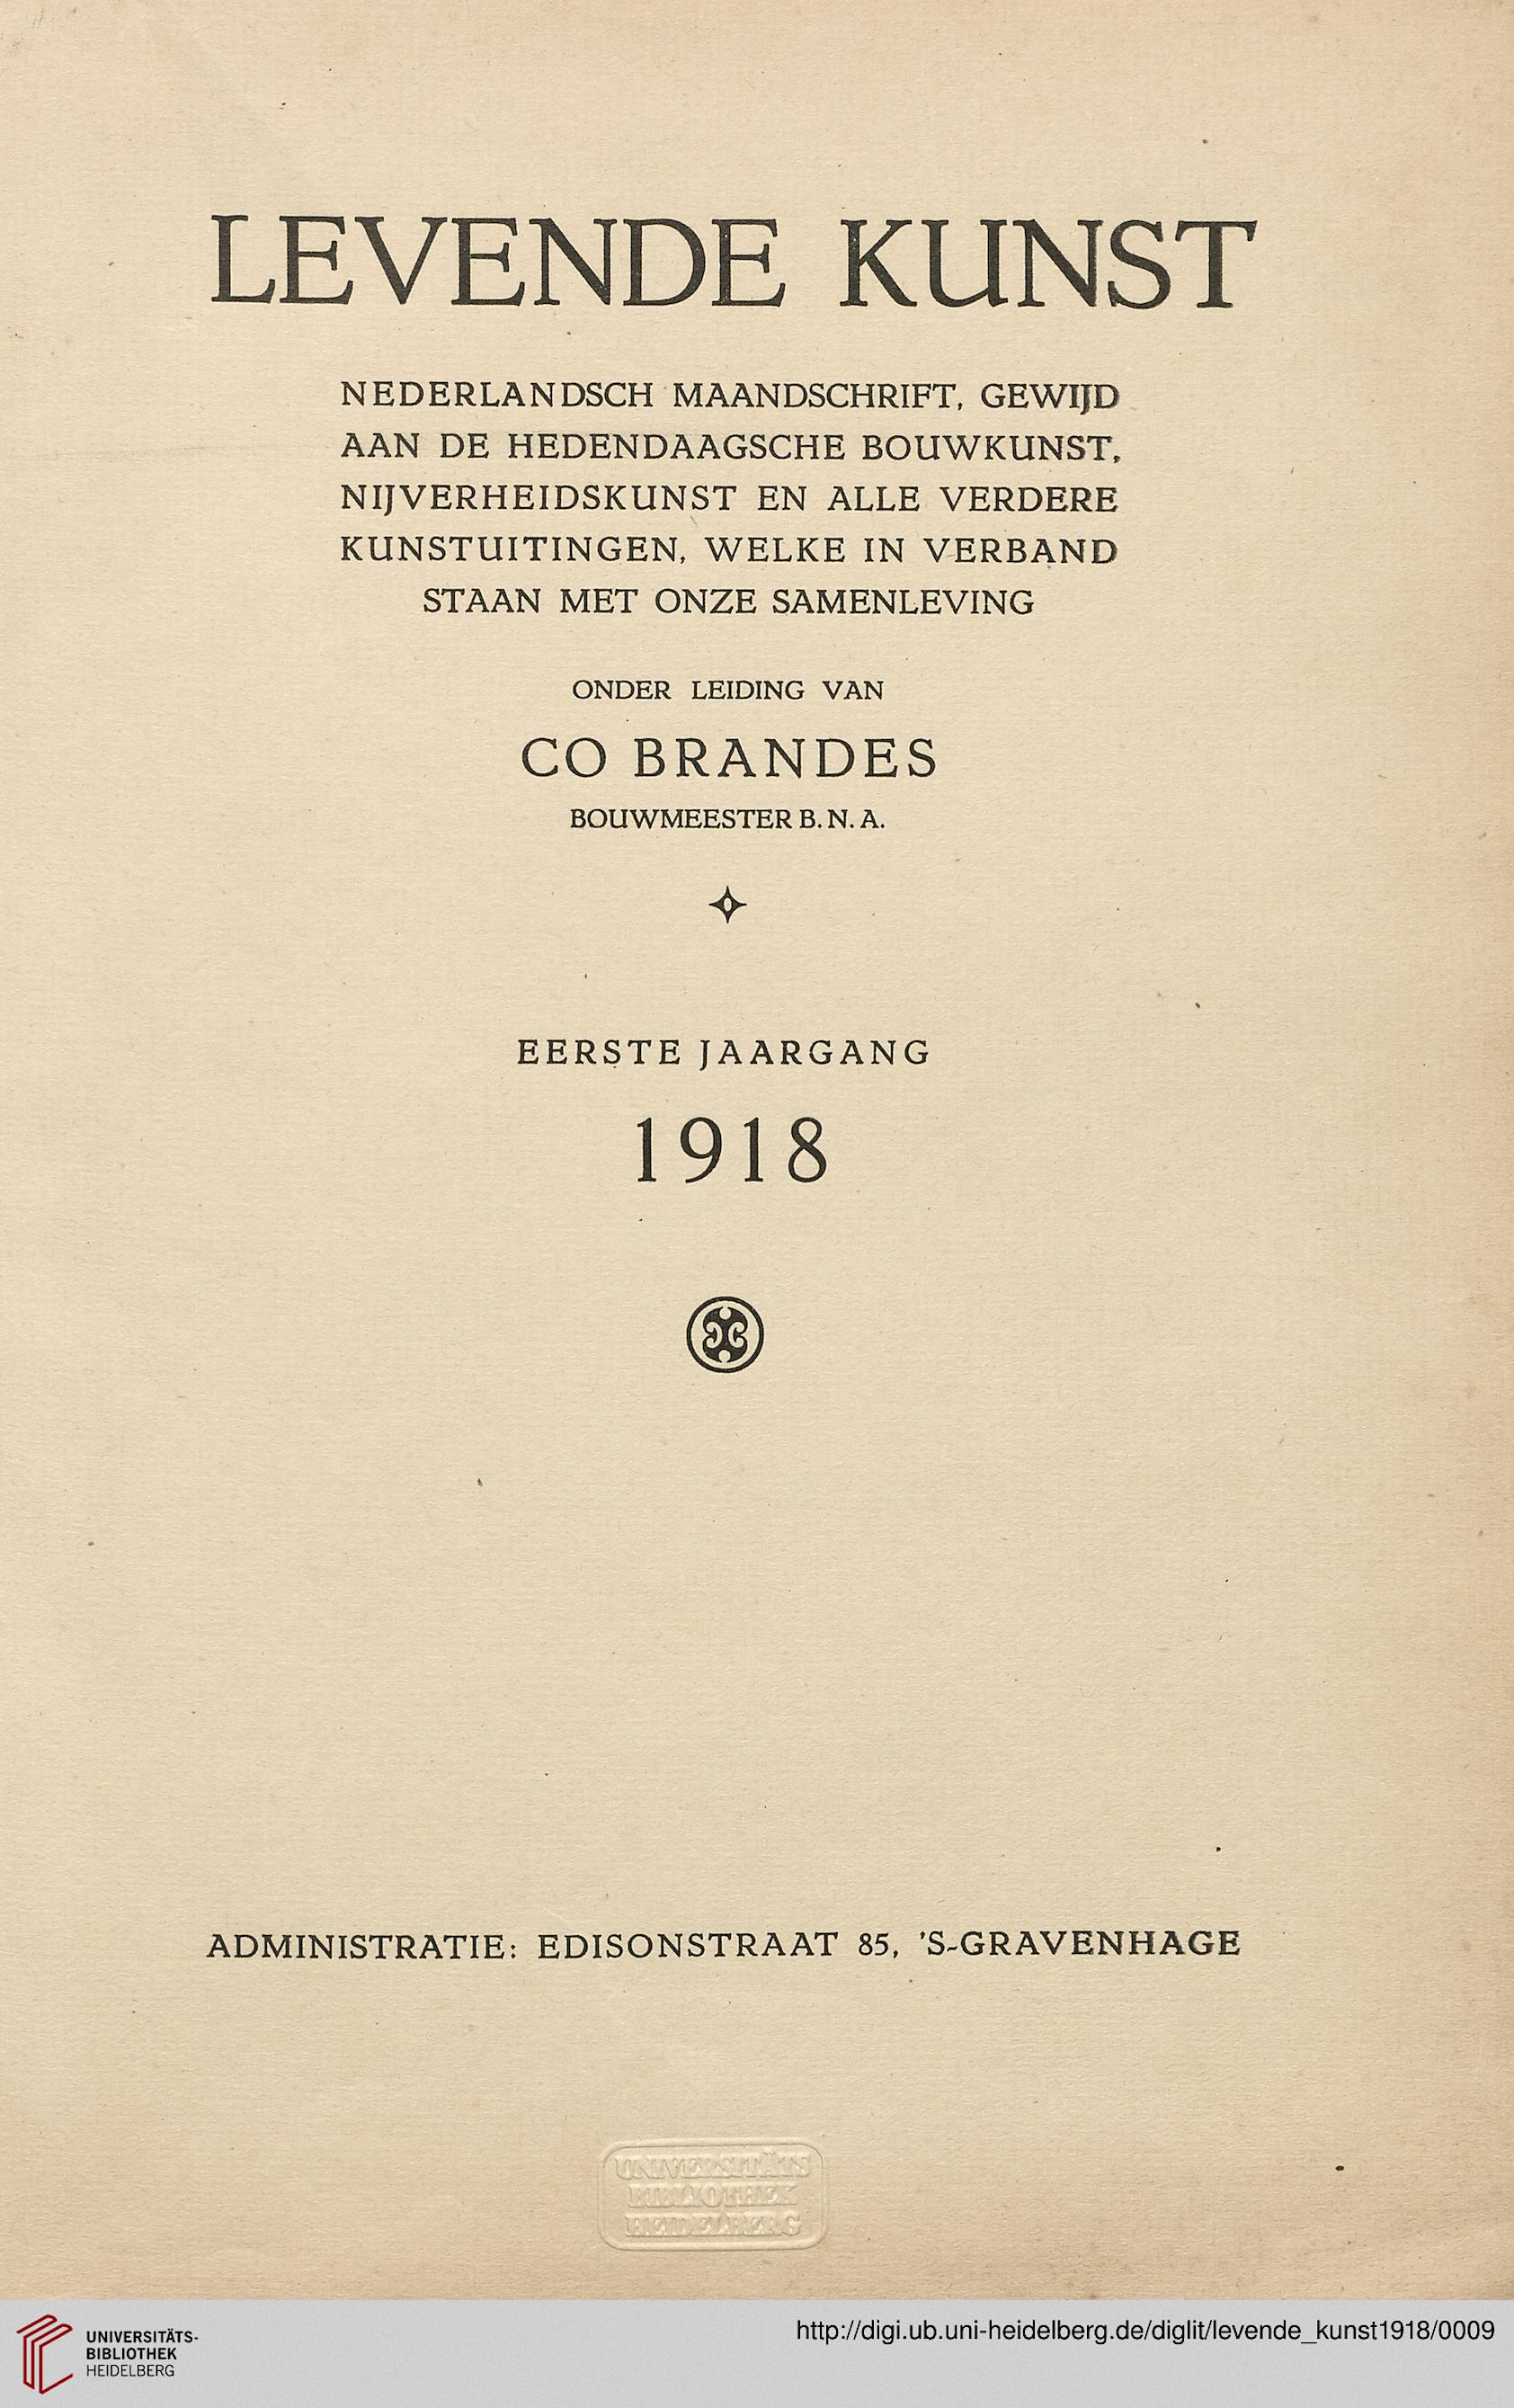 LEVENDE KUNST
NEDERLANDSCH MAANDSCHRIFT, GEWIJD
AAN DE HEDENDAAGSCHE BOUWKUNST,
NIJVERHEIDSKUNST EN ALLE VERDERE
KUNSTUITINGEN, WELKE IN VERBAND
STAAN MET ONZE SAMENLEVING
ONDER LEIDING VAN
CO BRANDES
BOUWMEESTER B. N. A.
EERSTE JAARGANG
1918
ADMINISTRATIE: EDISONSTRAAT 85, 'S-GRAVENHAGE
UNIVERSITÄTS
BIBLIOTHEK
HEIDELBERG
UNIVERSITÄTS-
BIBLIOTHEK
HEIDELBERG
http://digi.ub.uni-heidelberg.de/diglit/levende_kunst1918/0009